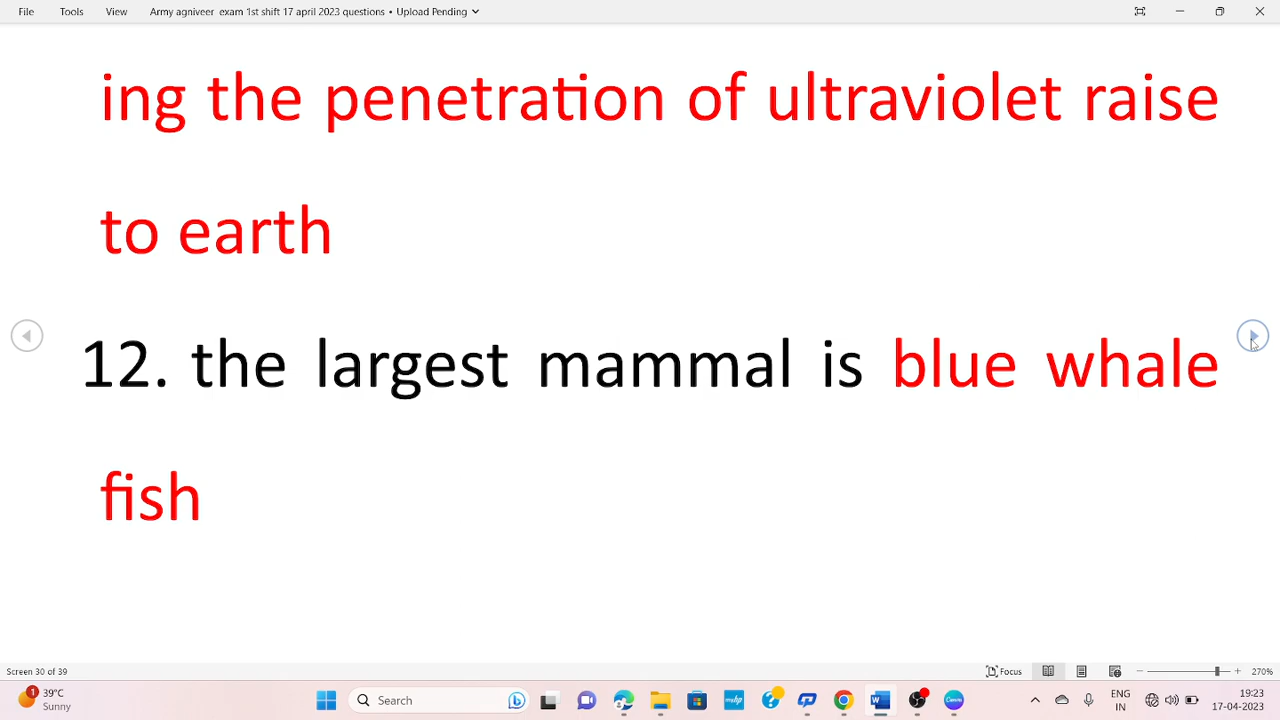 File Tools View Army agniveer exam 1st shift 17 april 2023 questions • Upload Pending
ing the penetration of ultraviolet raise
to earth
12. the largest mammal is blue whale
fish
Screen 30 of 39 Focus 270%
1 39°C Search hp ENG 19:23
Sunny IN 17-04-2023